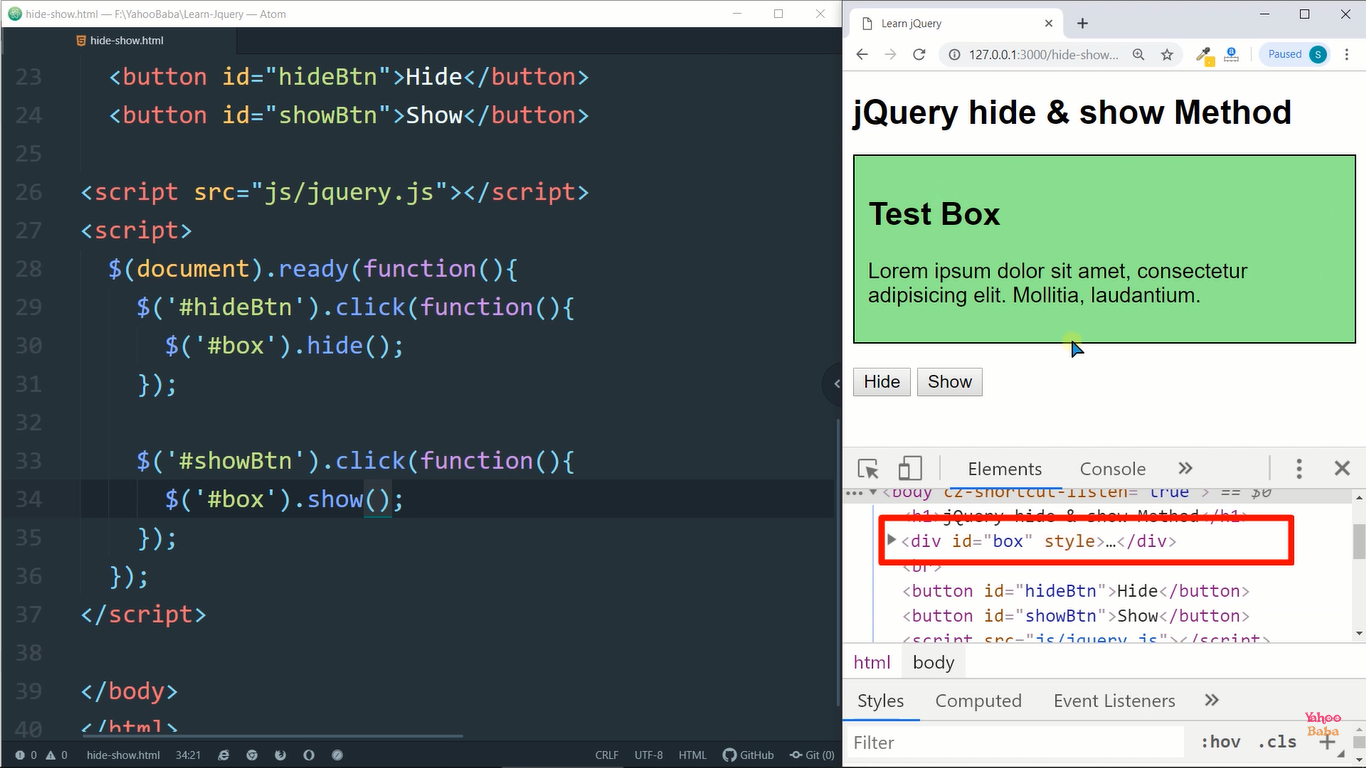 hide-show.html — F:\YahooBaba\Learn-Jquery — Atom
hide-show.html
23 <button id="hideBtn">Hide</button>
24 <button id="showBtn">Show</button>
25
26 <script src="js/jquery.js"></script>
27 <script>
28 $(document).ready(function(){
29 $('#hideBtn').click(function(){
30 $('#box').hide();
31 });
32
33 $('#showBtn').click(function(){
34 $('#box').show();
35 });
36 });
37 </script>
38
39 </body>
40 </html>
0 0 hide-show.html 34:21 CRLF UTF-8 HTML GitHub Git (0)
Learn jQuery
127.0.0.1:3000/hide-show... Paused S
jQuery hide & show Method
Test Box
Lorem ipsum dolor sit amet, consectetur
adipisicing elit. Mollitia, laudantium.
Hide Show
Elements Console »
<body cz-shortcut-listen="true"> == $0
<h1>jQuery hide & show Method</h1>
<div id="box" style>…</div>
<br>
<button id="hideBtn">Hide</button>
<button id="showBtn">Show</button>
<script src="js/jquery.js"></script>
html body
Styles Computed Event Listeners »
Filter :hov .cls +
Yahoo
Baba